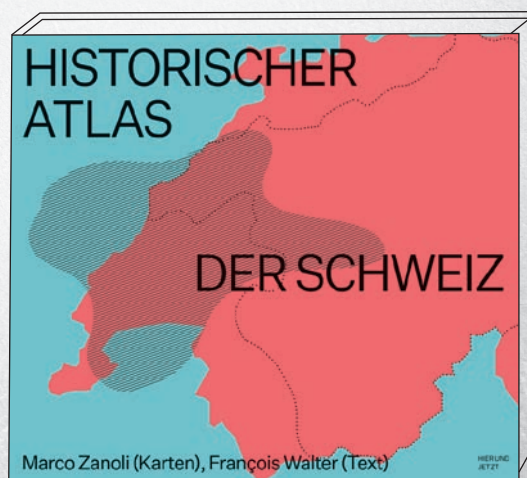 HISTORISCHER
ATLAS
DER SCHWEIZ
Marco Zanoli (Karten), François Walter (Text)
HIER UND
JETZT